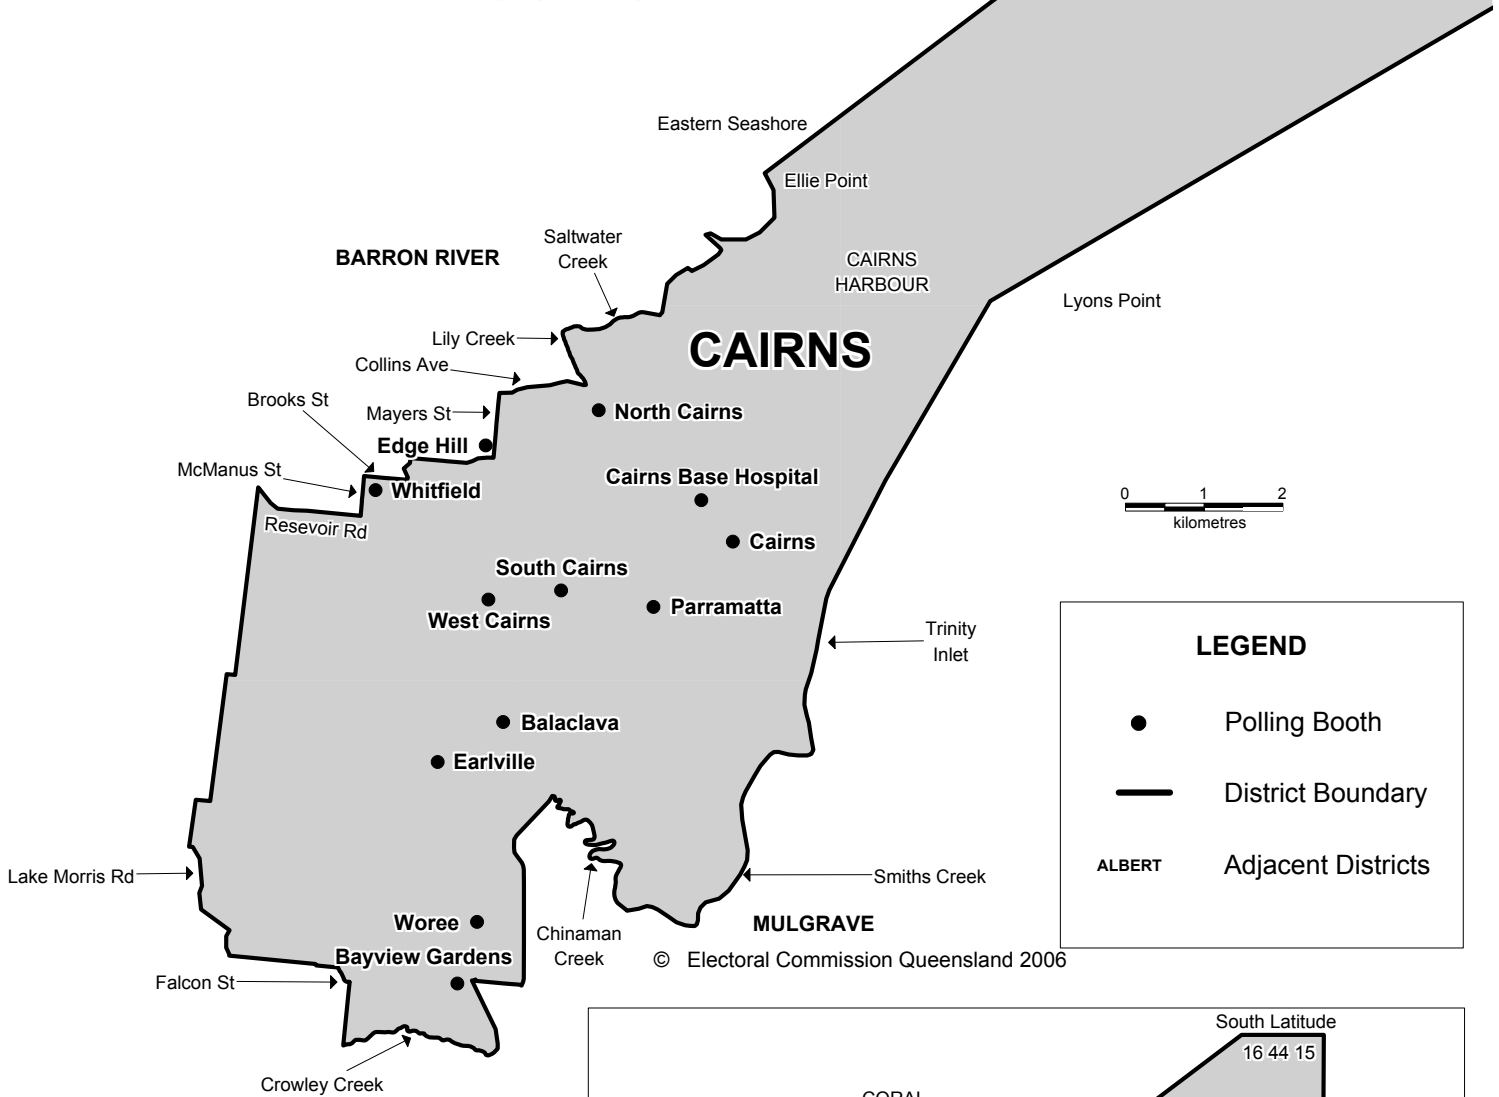 Eastern Seashore
Ellie Point
Saltwater
Creek
BARRON RIVER
CAIRNS
HARBOUR
Lyons Point
Lily Creek
CAIRNS
Collins Ave
Brooks St
Mayers St
North Cairns
Edge Hill
McManus St
Whitfield
Cairns Base Hospital
Resevoir Rd
Cairns
0 1 2
kilometres
South Cairns
West Cairns
Parramatta
Trinity
Inlet
LEGEND
Polling Booth
District Boundary
ALBERT Adjacent Districts
Balaclava
Earlville
Lake Morris Rd
Smiths Creek
Woree
Chinaman
Creek
MULGRAVE
Bayview Gardens
© Electoral Commission Queensland 2006
Falcon St
Crowley Creek
South Latitude
16 44 15
CORAL